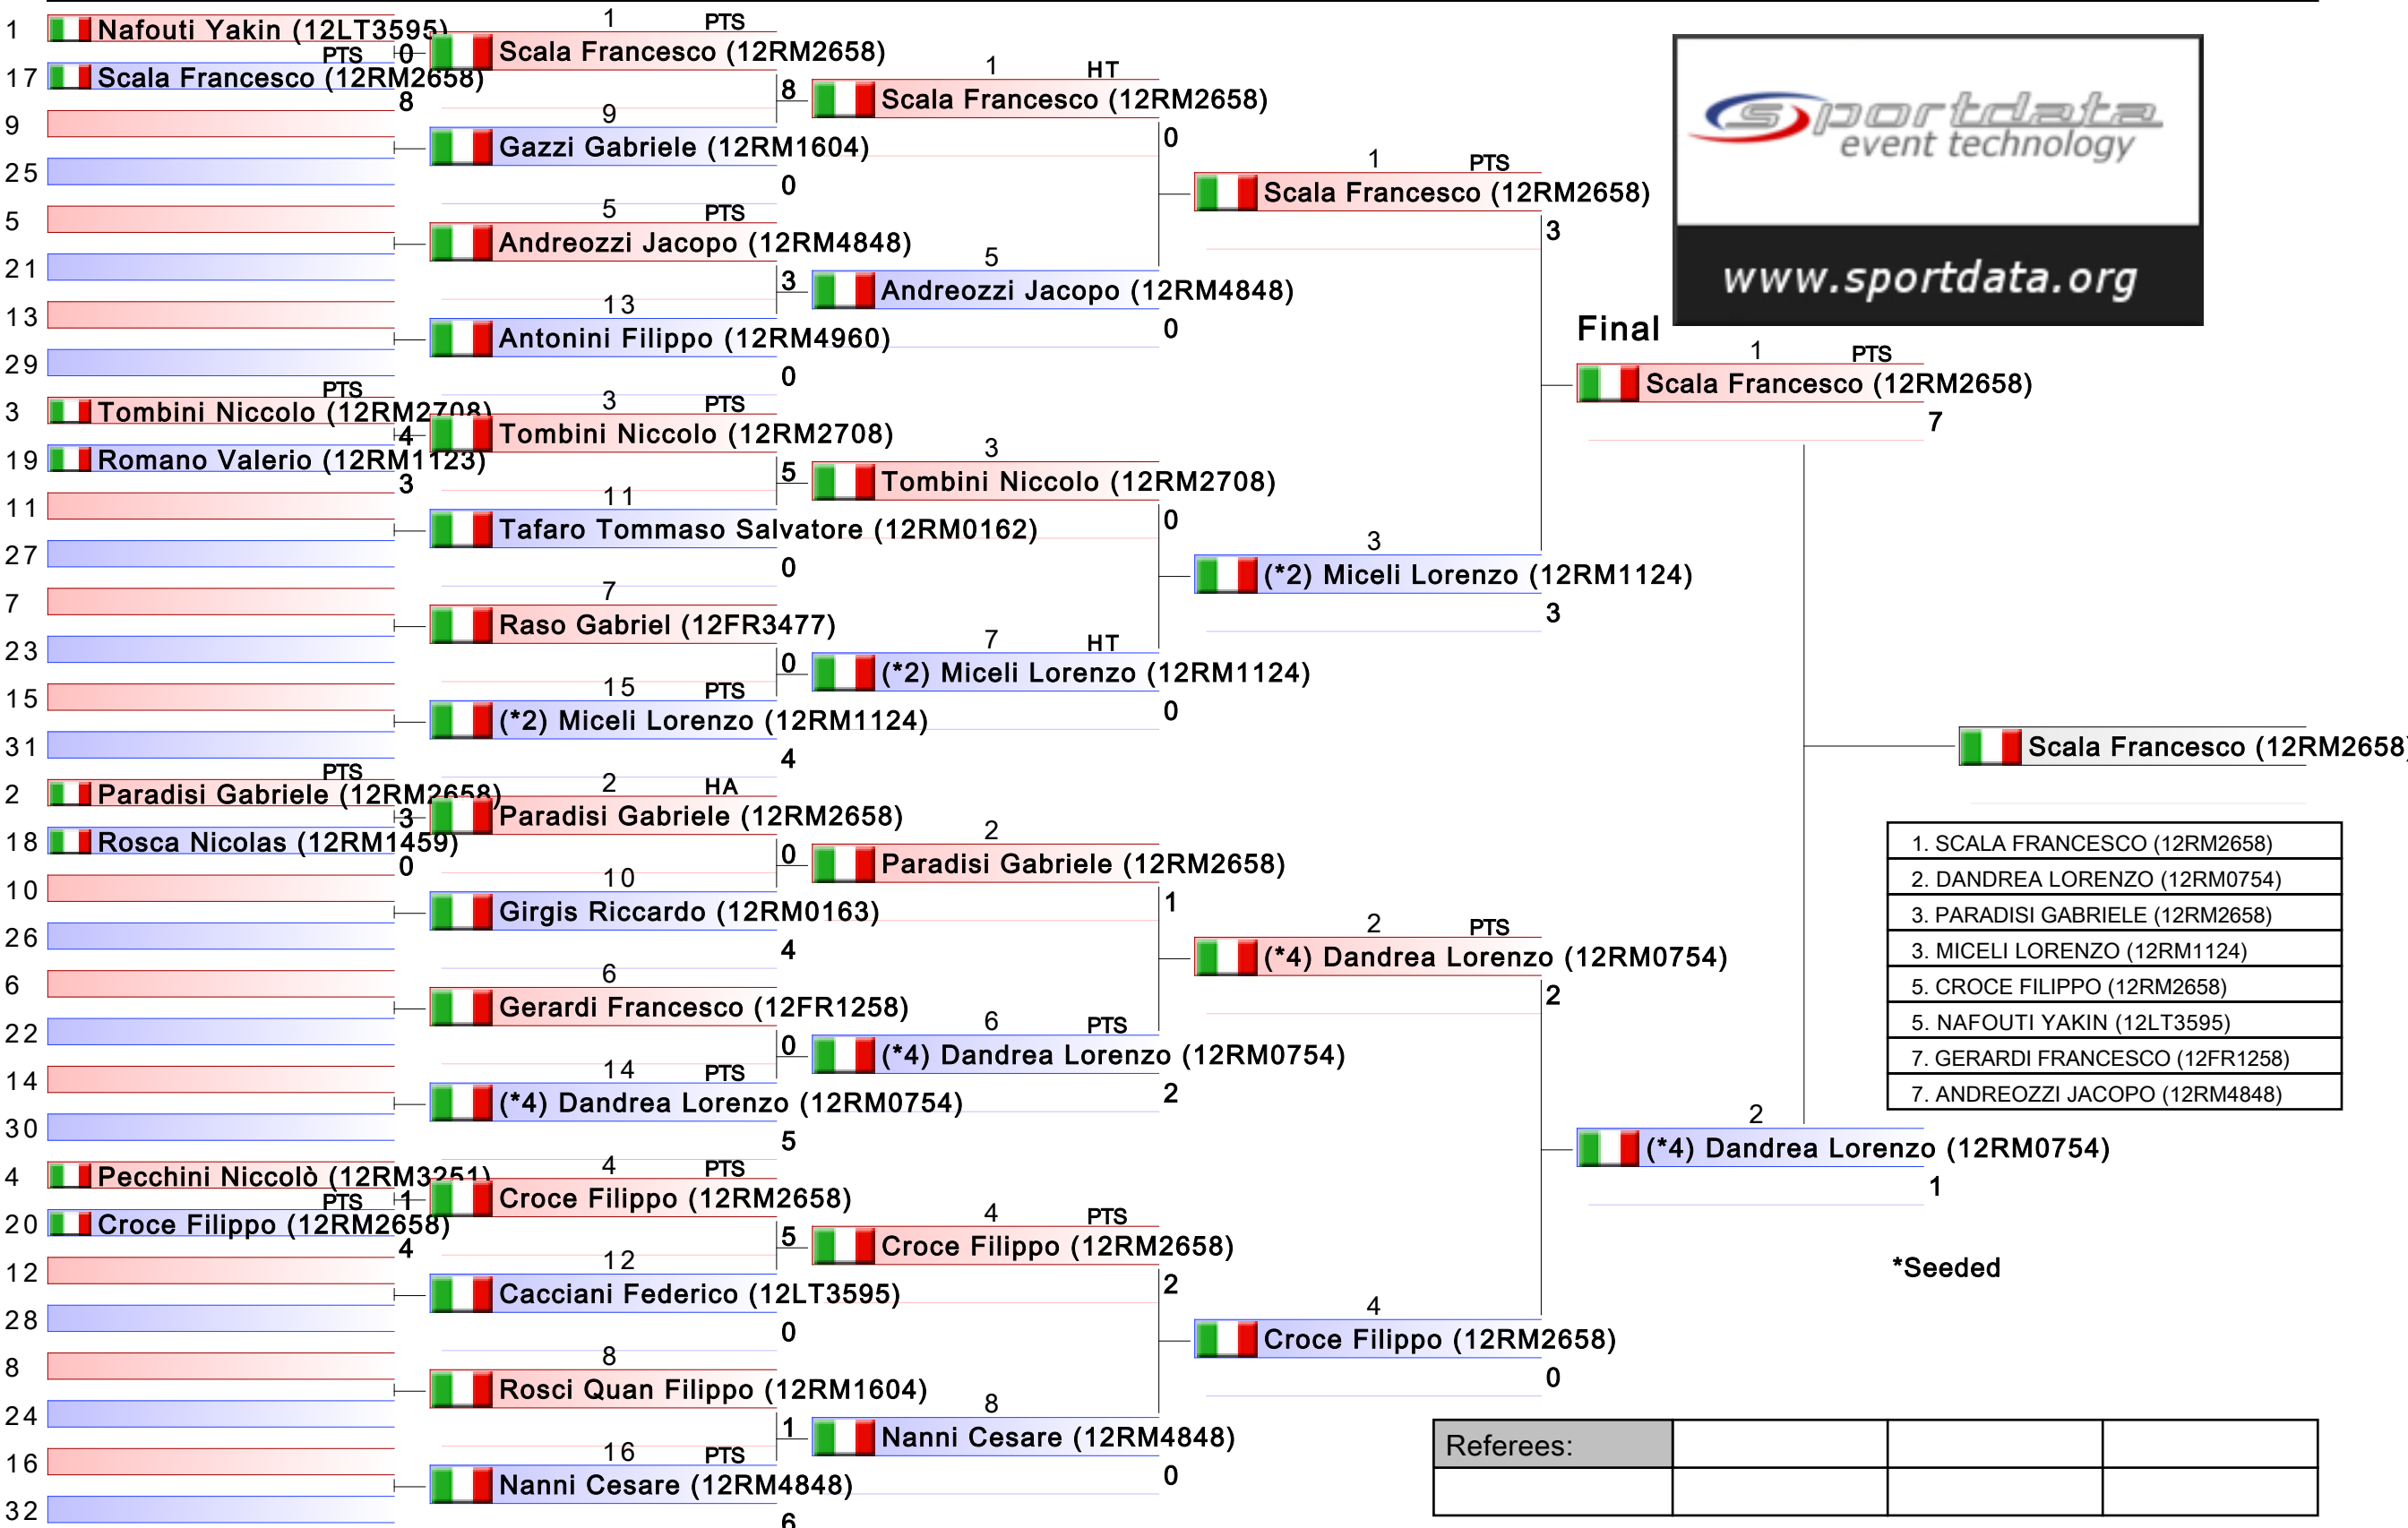 1 Nafouti Yakin (12LT3595)
PTS 0
17 Scala Francesco (12RM2658)
8
9
25
5
21
13
29
PTS
3 Tombini Niccolo (12RM2708)
4
19 Romano Valerio (12RM1123)
3
11
27
7
23
15
31
PTS
2 Paradisi Gabriele (12RM2658)
3
18 Rosca Nicolas (12RM1459)
0
10
26
6
22
14
30
4 Pecchini Niccolò (12RM3251)
PTS 1
20 Croce Filippo (12RM2658)
4
12
28
8
24
16
32
1 PTS
Scala Francesco (12RM2658)
8
9
Gazzi Gabriele (12RM1604)
0
5 PTS
Andreozzi Jacopo (12RM4848)
3
13
Antonini Filippo (12RM4960)
0
3 PTS
Tombini Niccolo (12RM2708)
5
11
Tafaro Tommaso Salvatore (12RM0162)
0
7
Raso Gabriel (12FR3477)
0
15 PTS
(*2) Miceli Lorenzo (12RM1124)
4
2 HA
Paradisi Gabriele (12RM2658)
0
10
Girgis Riccardo (12RM0163)
4
6
Gerardi Francesco (12FR1258)
0
14 PTS
(*4) Dandrea Lorenzo (12RM0754)
5
4 PTS
Croce Filippo (12RM2658)
5
12
Cacciani Federico (12LT3595)
0
8
Rosci Quan Filippo (12RM1604)
1
16 PTS
Nanni Cesare (12RM4848)
6
1 HT
Scala Francesco (12RM2658)
0
5
Andreozzi Jacopo (12RM4848)
0
3
Tombini Niccolo (12RM2708)
0
7 HT
(*2) Miceli Lorenzo (12RM1124)
0
2
Paradisi Gabriele (12RM2658)
1
6 PTS
(*4) Dandrea Lorenzo (12RM0754)
2
4 PTS
Croce Filippo (12RM2658)
2
8
Nanni Cesare (12RM4848)
0
1 PTS
Scala Francesco (12RM2658)
3
3
(*2) Miceli Lorenzo (12RM1124)
3
2 PTS
(*4) Dandrea Lorenzo (12RM0754)
2
4
Croce Filippo (12RM2658)
0
sportdata
event technology
www.sportdata.org
Final
1 PTS
Scala Francesco (12RM2658)
7
2
(*4) Dandrea Lorenzo (12RM0754)
1
Scala Francesco (12RM2658)
1. SCALA FRANCESCO (12RM2658)
2. DANDREA LORENZO (12RM0754)
3. PARADISI GABRIELE (12RM2658)
3. MICELI LORENZO (12RM1124)
5. CROCE FILIPPO (12RM2658)
5. NAFOUTI YAKIN (12LT3595)
7. GERARDI FRANCESCO (12FR1258)
7. ANDREOZZI JACOPO (12RM4848)
*Seeded
Referees: